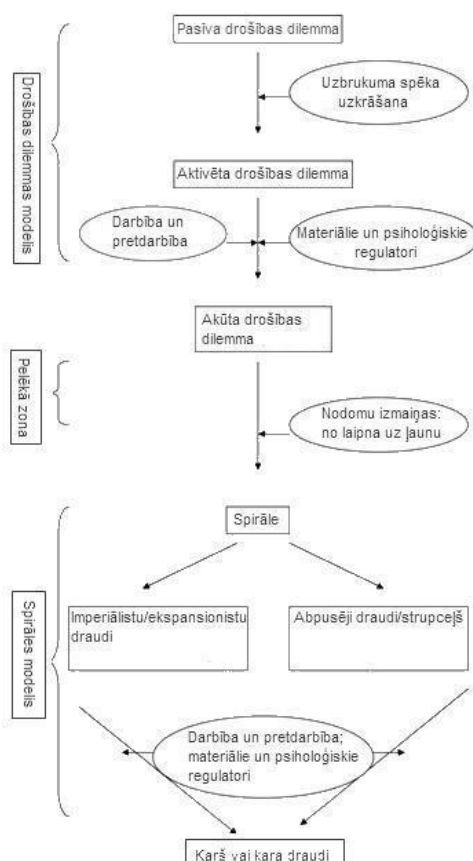 Pasīva drošības dilemma
Uzbrukuma spēka
uzkrāšana
Drošības dilemmas modelis
Aktivēta drošības dilemma
Darbība un
pretdarbība
Materiālie un psiholoģiskie
regulatori
Akūta drošības
dilemma
Pelēkā zona
Nodomu izmaiņas:
no laipna uz ļaunu
Spirāle
Spirāles modelis
Imperiālistu/ekspansionistu
draudi
Abpusēji draudi/strupceļš
Darbība un pretdarbība;
materiālie un psiholoģiskie
regulatori
Karš vai kara draudi